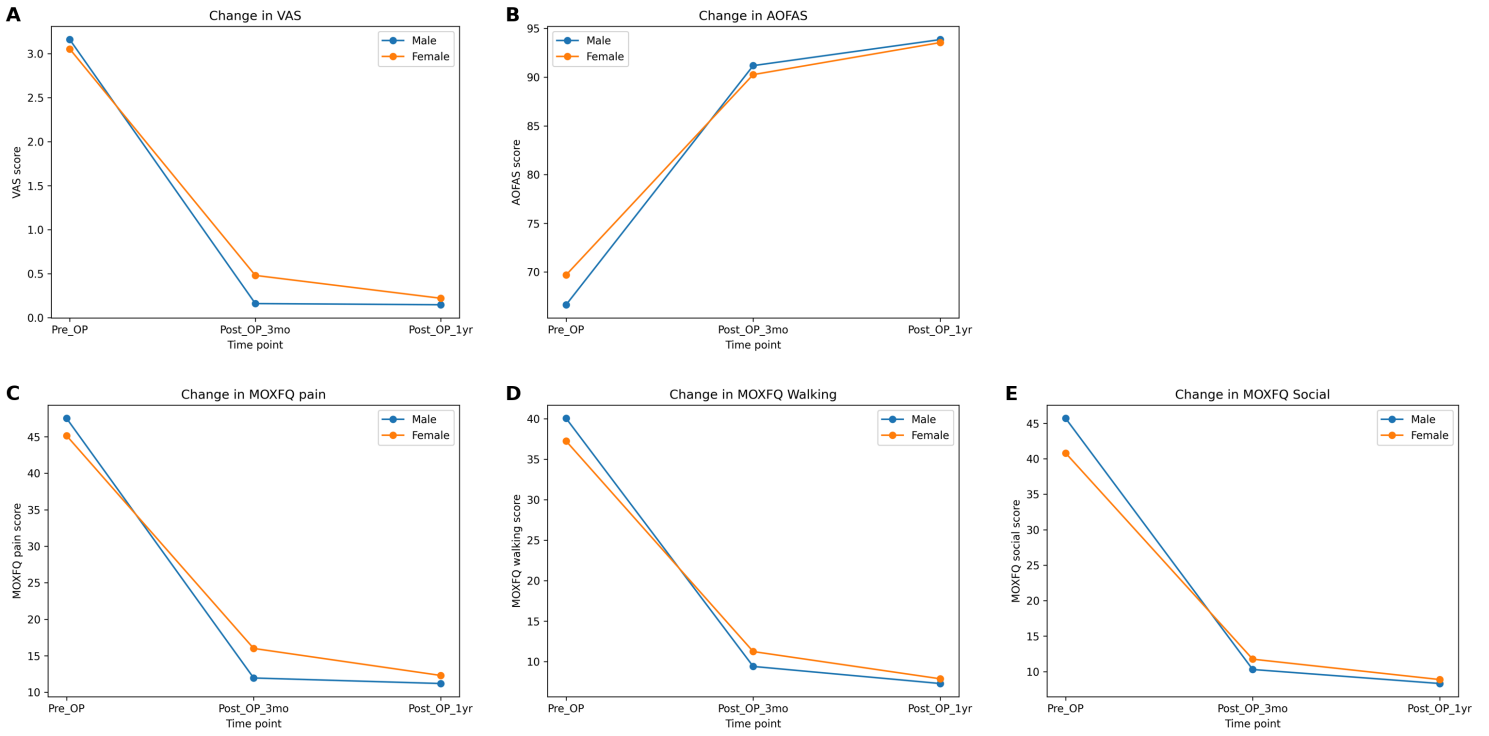 A
Change in VAS
VAS score
3.0
2.5
2.0
1.5
1.0
0.5
0.0
Male
Female
Pre_OP
Post_OP_3mo
Post_OP_1yr
Time point
B
Change in AOFAS
AOFAS score
95
90
85
80
75
70
Male
Female
Pre_OP
Post_OP_3mo
Post_OP_1yr
Time point
C
Change in MOXFQ pain
MOXFQ pain score
45
40
35
30
25
20
15
10
Male
Female
Pre_OP
Post_OP_3mo
Post_OP_1yr
Time point
D
Change in MOXFQ Walking
MOXFQ walking score
40
35
30
25
20
15
10
Male
Female
Pre_OP
Post_OP_3mo
Post_OP_1yr
Time point
E
Change in MOXFQ Social
MOXFQ social score
45
40
35
30
25
20
15
10
Male
Female
Pre_OP
Post_OP_3mo
Post_OP_1yr
Time point